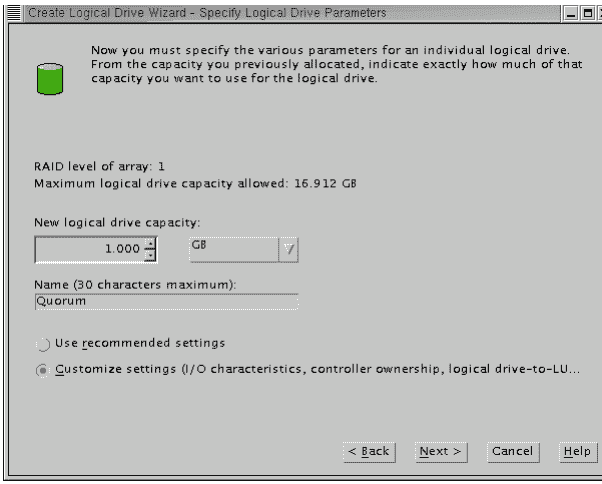 Create Logical Drive Wizard - Specify Logical Drive Parameters
Now you must specify the various parameters for an individual logical drive.
From the capacity you previously allocated, indicate exactly how much of that
capacity you want to use for the logical drive.
RAID level of array: 1
Maximum logical drive capacity allowed: 16.912 GB
New logical drive capacity:
1.000 GB
Name (30 characters maximum):
Quorum
Use recommended settings
Customize settings (I/O characteristics, controller ownership, logical drive-to-LU...
< Back Next > Cancel Help